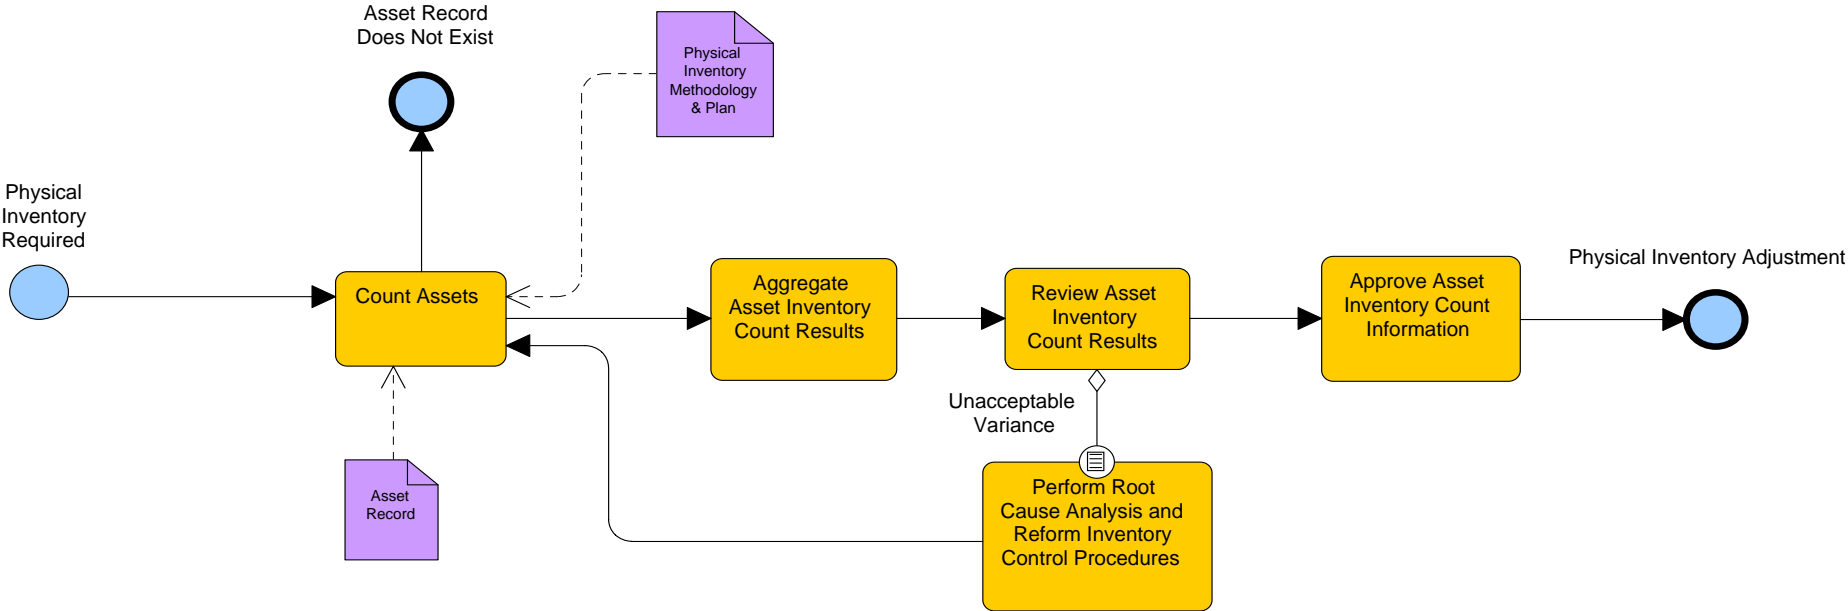 Asset Record
Does Not Exist
Physical
Inventory
Methodology
& Plan
Physical
Inventory
Required
Count Assets
Aggregate
Asset Inventory
Count Results
Review Asset
Inventory
Count Results
Approve Asset
Inventory Count
Information
Physical Inventory Adjustment
Unacceptable
Variance
Asset
Record
Perform Root
Cause Analysis and
Reform Inventory
Control Procedures